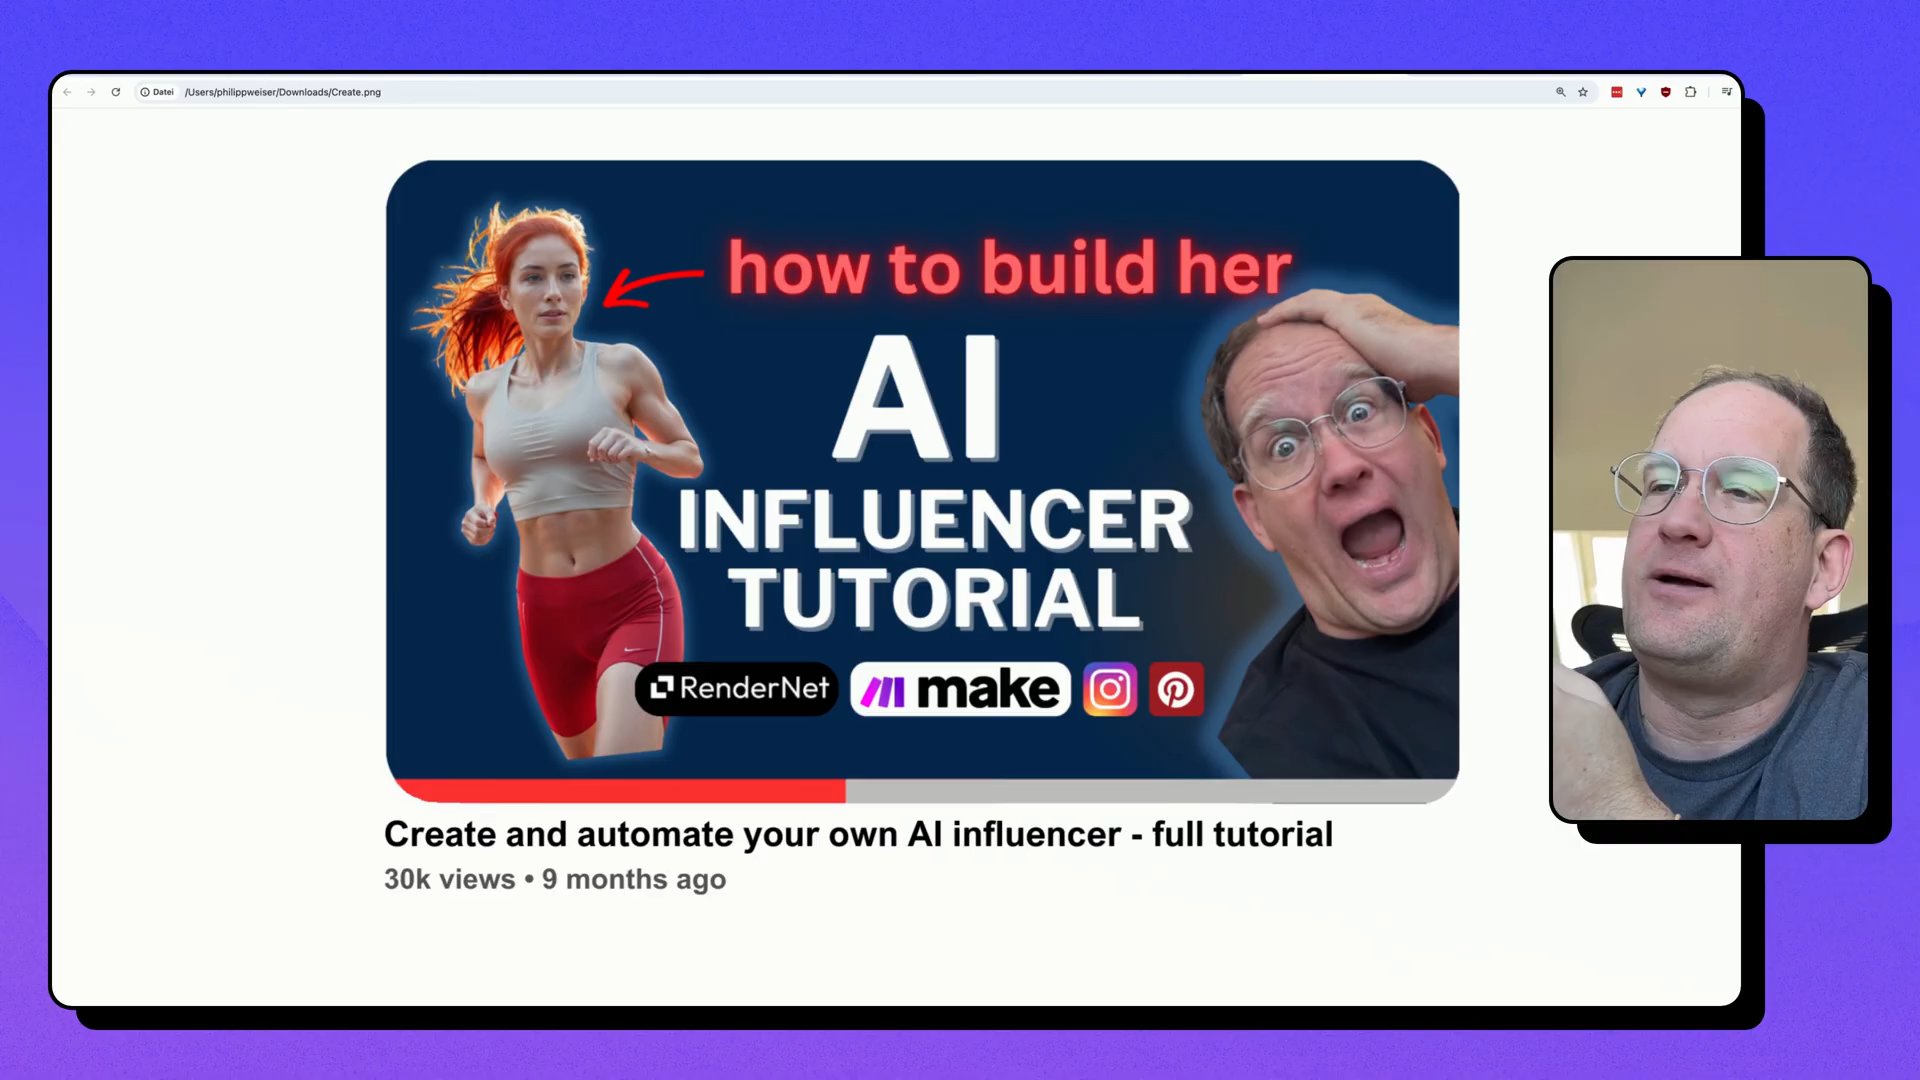 Datei /Users/philippweiser/Downloads/Create.png
how to build her
AI
INFLUENCER
TUTORIAL
RenderNet make
Create and automate your own AI influencer - full tutorial
30k views • 9 months ago